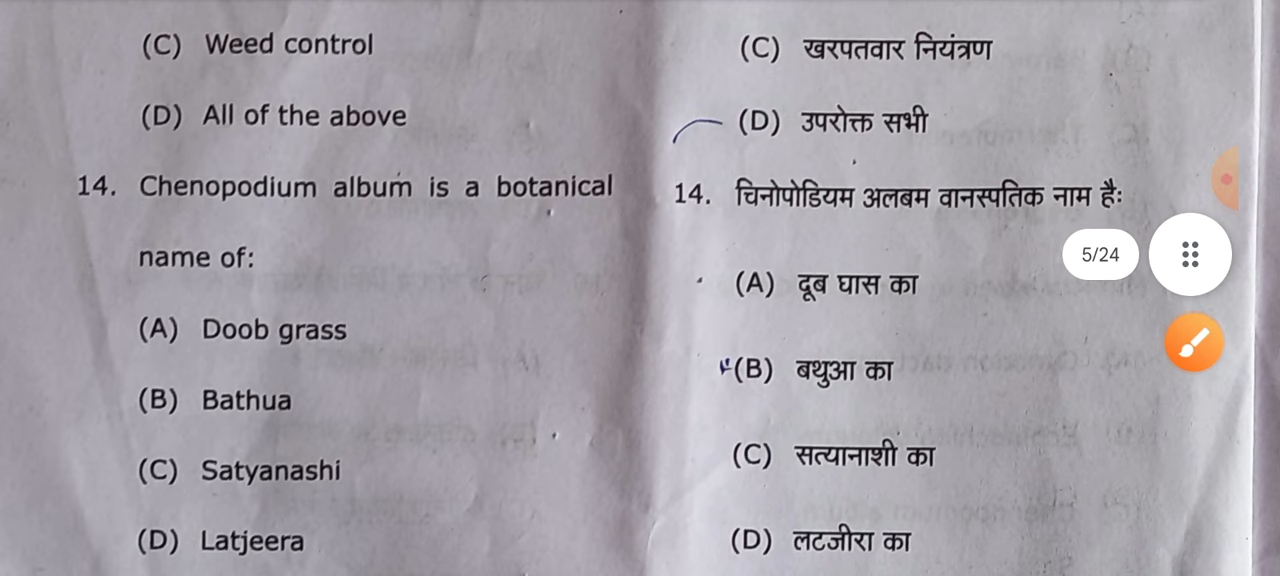 (C) Weed control
(D) All of the above
14. Chenopodium album is a botanical
name of:
(A) Doob grass
(B) Bathua
(C) Satyanashi
(D) Latjeera
(C) खरपतवार नियंत्रण
(D) उपरोक्त सभी
14. चिनोपोडियम अलबम वानस्पतिक नाम हैः
(A) दूब घास का
(B) बथुआ का
(C) सत्यानाशी का
(D) लटजीरा का
5/24